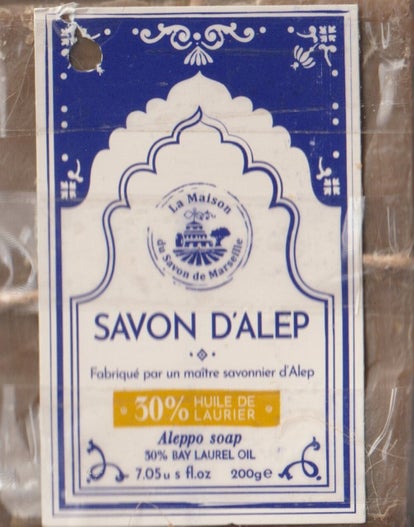 La Maison
du Savon de Marseille
SAVON D'ALEP
Fabriqué par un maître savonnier d'Alep
30% HUILE DE LAURIER
Aleppo soap
30% BAY LAUREL OIL
7.05 u s fl.oz 200g e